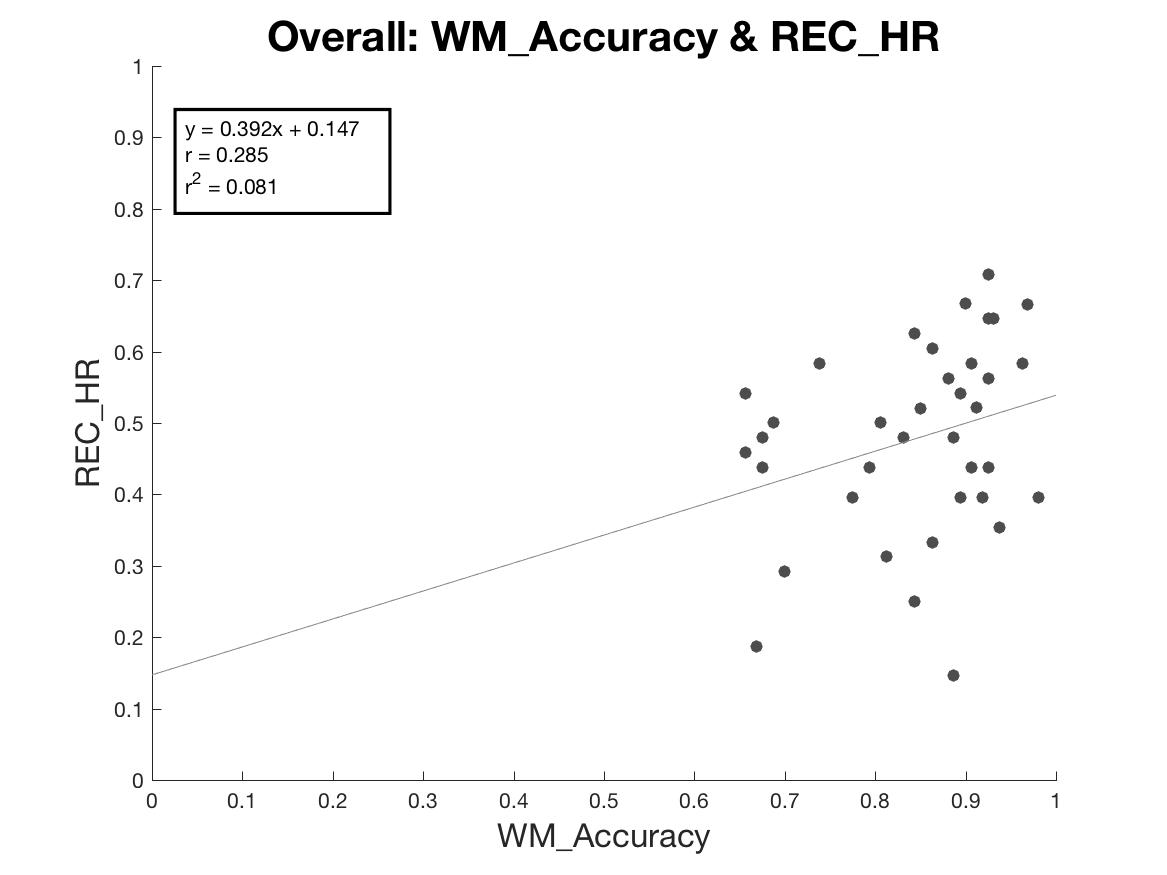 Overall: WM_Accuracy & REC_HR
1
0.9
0.8
0.7
0.6
0.5
0.4
0.3
0.2
0.1
0
y = 0.392x + 0.147
r = 0.285
r² = 0.081
REC_HR
0 0.1 0.2 0.3 0.4 0.5 0.6 0.7 0.8 0.9 1
WM_Accuracy